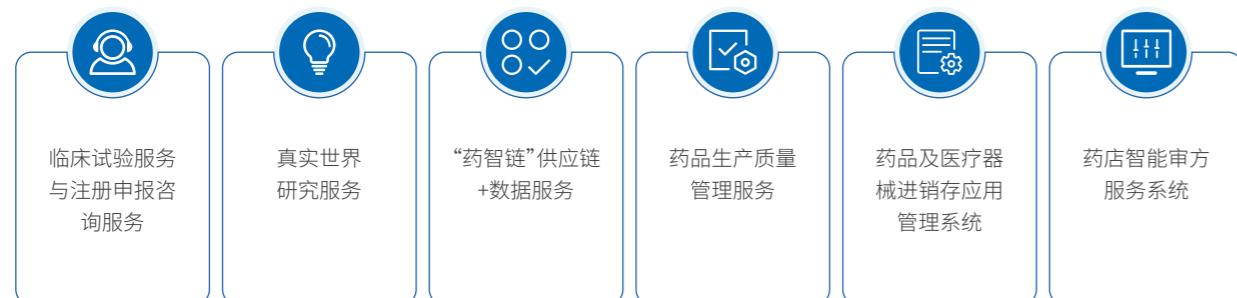 临床试验服务
与注册申报咨
询服务
真实世界
研究服务
“药智链”供应链
+数据服务
药品生产质量
管理服务
药品及医疗器
械进销存应用
管理系统
药店智能审方
服务系统